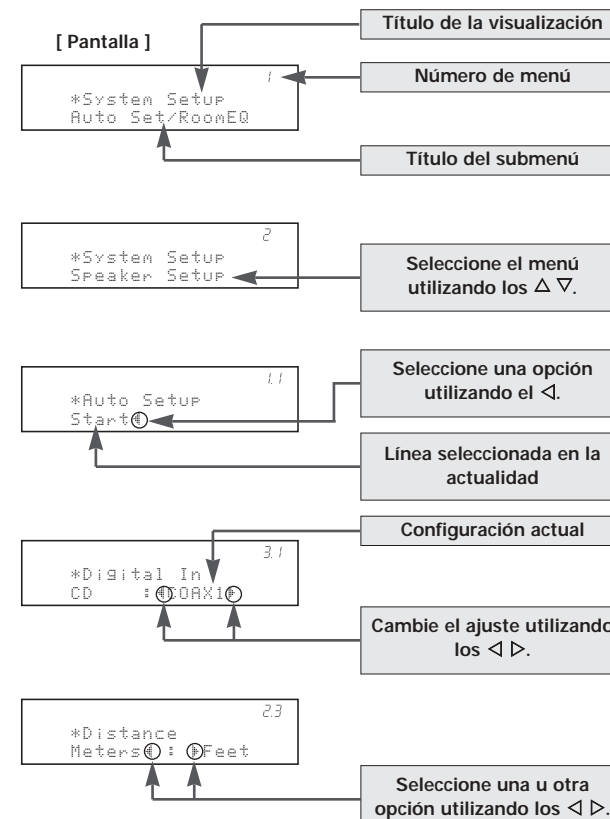 Título de la visualización
[ Pantalla ]
1
Número de menú
*System Setup
Auto Set/RoomEQ
Título del submenú
2
*System Setup
Speaker Setup
Seleccione el menú
utilizando los △ ▽.
1.1
*Auto Setup
Start◁
Seleccione una opción
utilizando el ◁.
Línea seleccionada en la
actualidad
Configuración actual
3.1
*Digital In
CD : ◁COAX1▷
Cambie el ajuste utilizando
los ◁ ▷.
2.3
*Distance
Meters◁ : ▷Feet
Seleccione una u otra
opción utilizando los ◁ ▷.